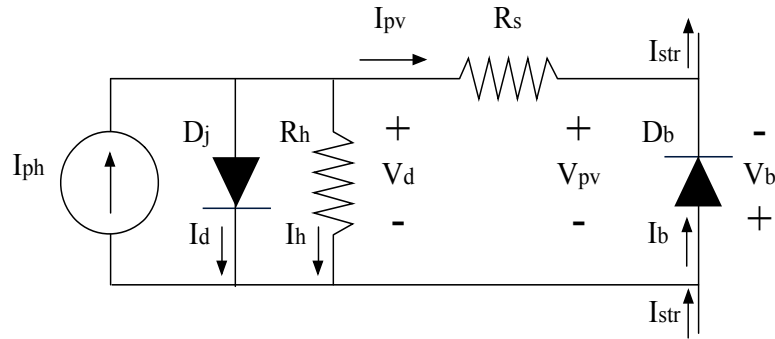 Ipv
Rs
Istr
Iph
Dj
Rh
+
Vd
-
+
Vpv
-
Db
-
Vb
+
Id
Ih
Ib
Istr